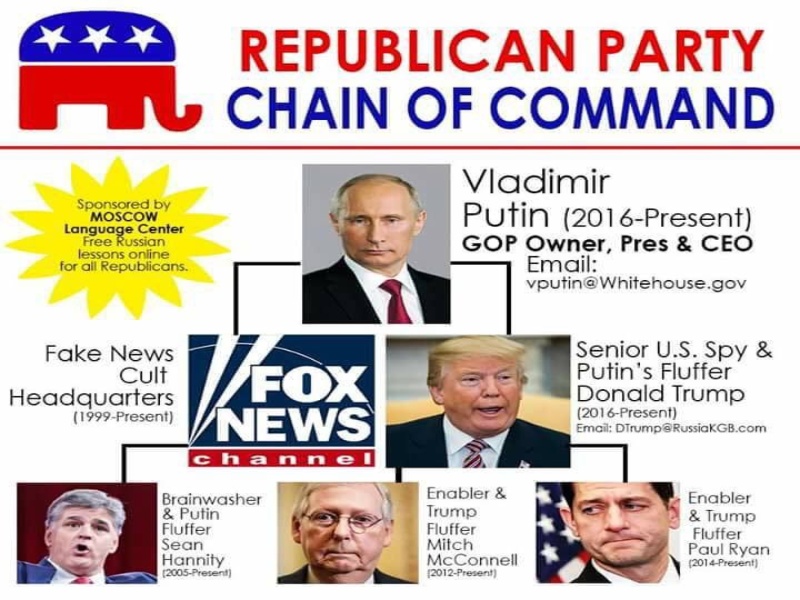 REPUBLICAN PARTY
CHAIN OF COMMAND
Sponsored by
MOSCOW
Language Center
Free Russian
lessons online
for all Republicans.
Vladimir
Putin (2016-Present)
GOP Owner, Pres & CEO
Email:
vputin@Whitehouse.gov
Fake News
Cult
Headquarters
(1999-Present)
FOX
NEWS
channel
Senior U.S. Spy &
Putin's Fluffer
Donald Trump
(2016-Present)
Email: DTrump@RussiaKGB.com
Brainwasher
& Putin
Fluffer
Sean
Hannity
(2005-Present)
Enabler &
Trump
Fluffer
Mitch
McConnell
(2012-Present)
Enabler
& Trump
Fluffer
Paul Ryan
(2014-Present)